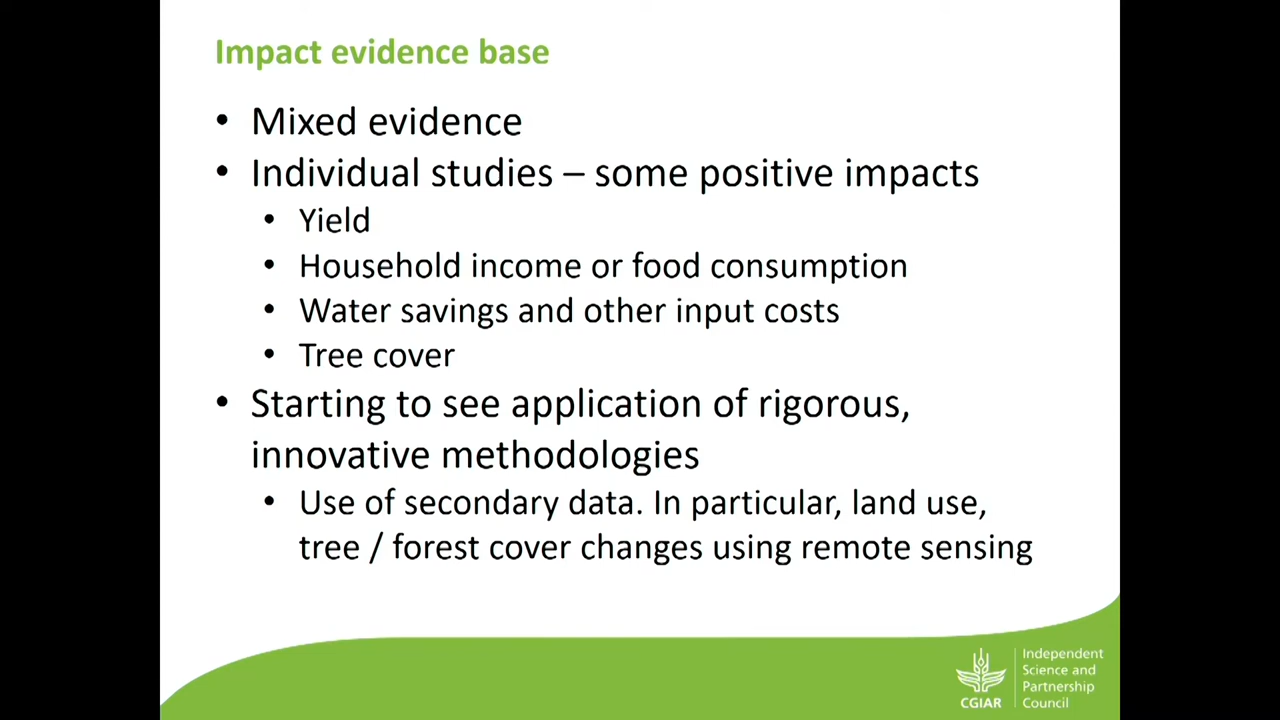 Impact evidence base
• Mixed evidence
• Individual studies – some positive impacts
• Yield
• Household income or food consumption
• Water savings and other input costs
• Tree cover
• Starting to see application of rigorous,
innovative methodologies
• Use of secondary data. In particular, land use,
tree / forest cover changes using remote sensing
CGIAR
Independent
Science and
Partnership
Council